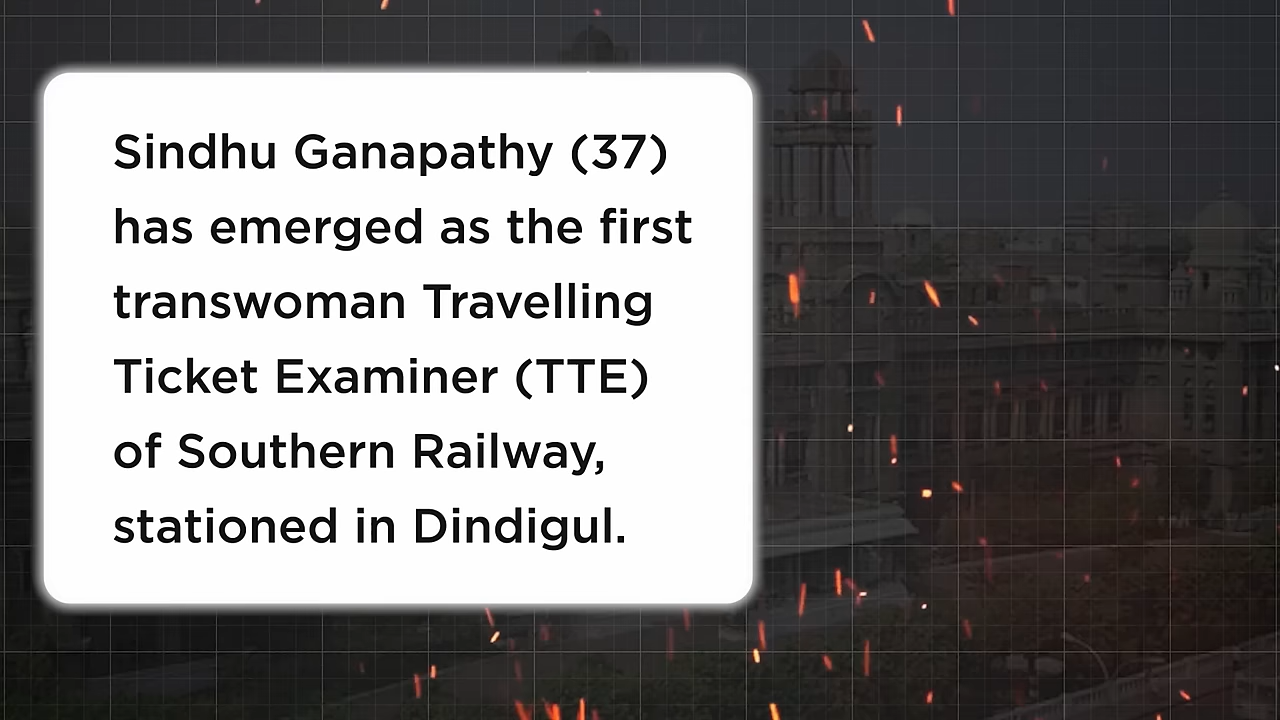 Sindhu Ganapathy (37)
has emerged as the first
transwoman Travelling
Ticket Examiner (TTE)
of Southern Railway,
stationed in Dindigul.